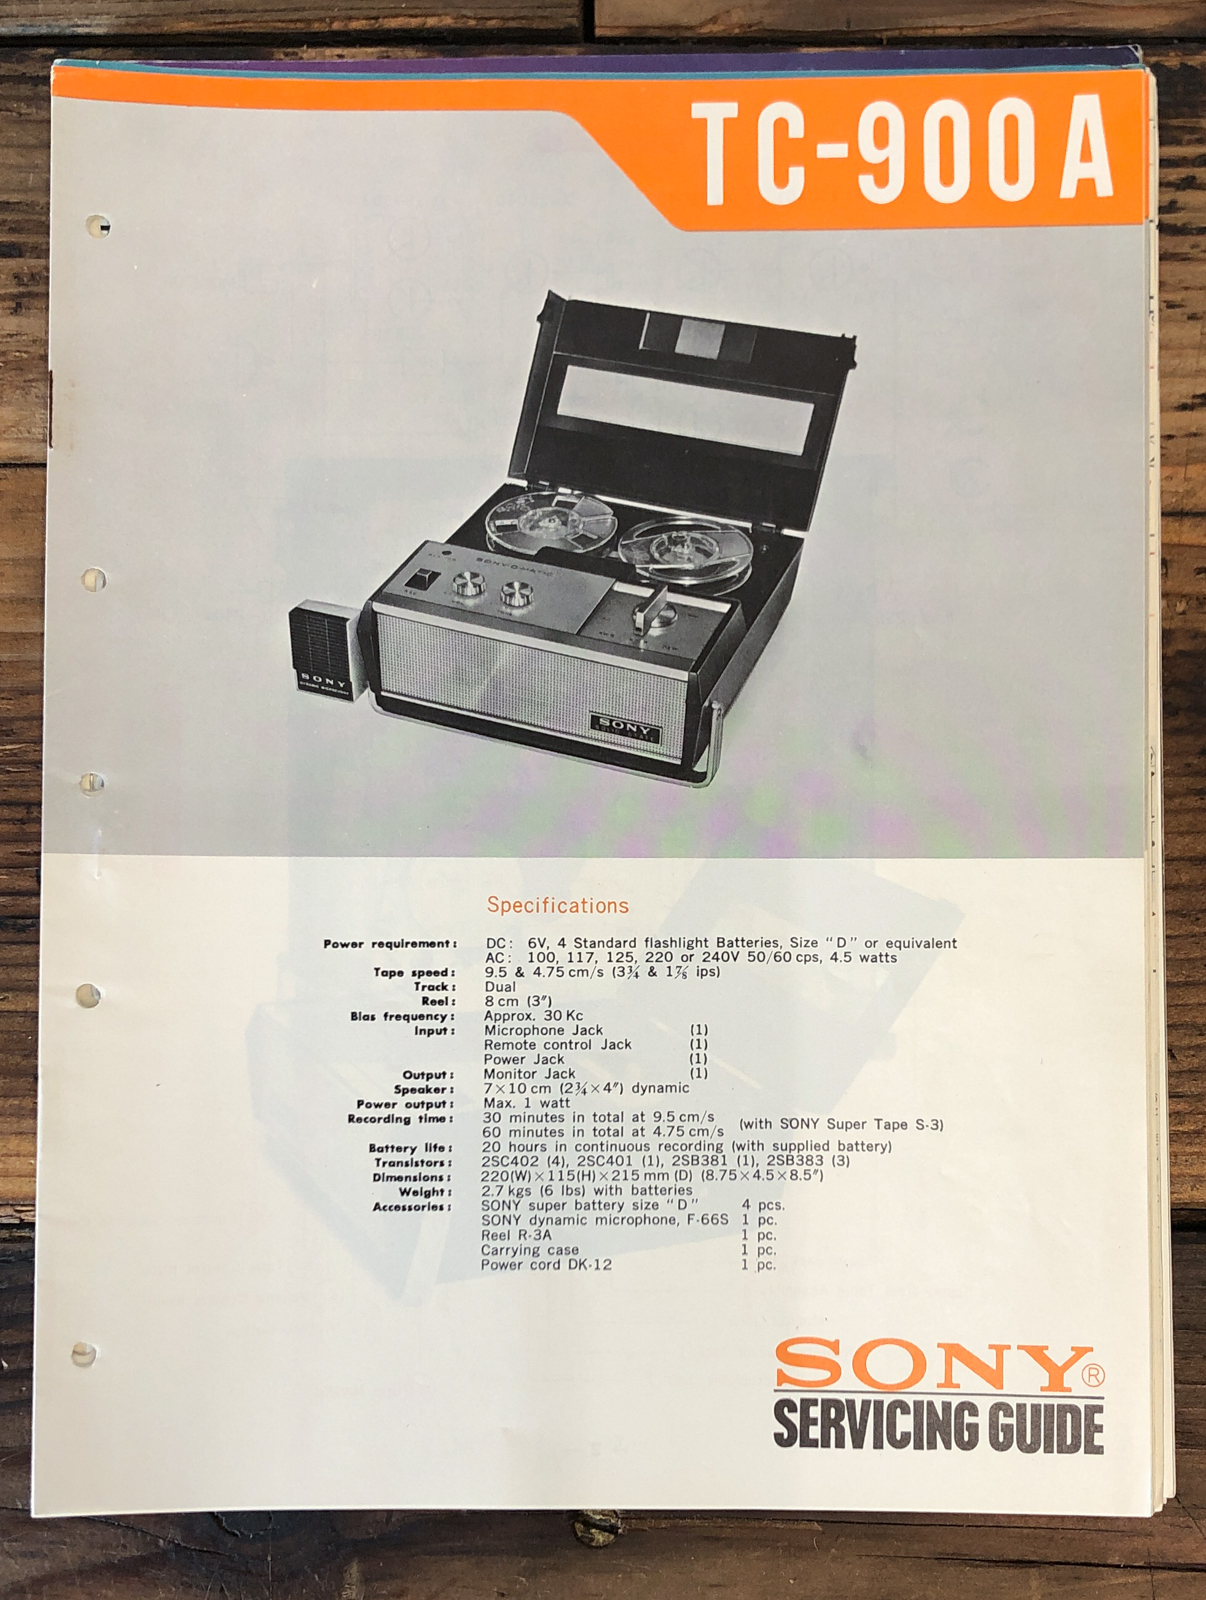 TC-900A
SONY-O-MATIC
SONY
SONY
Specifications
Power requirement: DC: 6V, 4 Standard flashlight Batteries, Size "D" or equivalent
AC: 100, 117, 125, 220 or 240V 50/60 cps, 4.5 watts
Tape speed: 9.5 & 4.75 cm/s (3¾ & 1⅞ ips)
Track: Dual
Reel: 8 cm (3″)
Bias frequency: Approx. 30 Kc
Input: Microphone Jack (1)
Remote control Jack (1)
Power Jack (1)
Output: Monitor Jack (1)
Speaker: 7×10 cm (2¾×4″) dynamic
Power output: Max. 1 watt
Recording time: 30 minutes in total at 9.5 cm/s
60 minutes in total at 4.75 cm/s (with SONY Super Tape S-3)
Battery life: 20 hours in continuous recording (with supplied battery)
Transistors: 2SC402 (4), 2SC401 (1), 2SB381 (1), 2SB383 (3)
Dimensions: 220(W)×115(H)×215 mm (D) (8.75×4.5×8.5″)
Weight: 2.7 kgs (6 lbs) with batteries
Accessories: SONY super battery size "D" 4 pcs.
SONY dynamic microphone, F-66S 1 pc.
Reel R-3A 1 pc.
Carrying case 1 pc.
Power cord DK-12 1 pc.
SONY®
SERVICING GUIDE